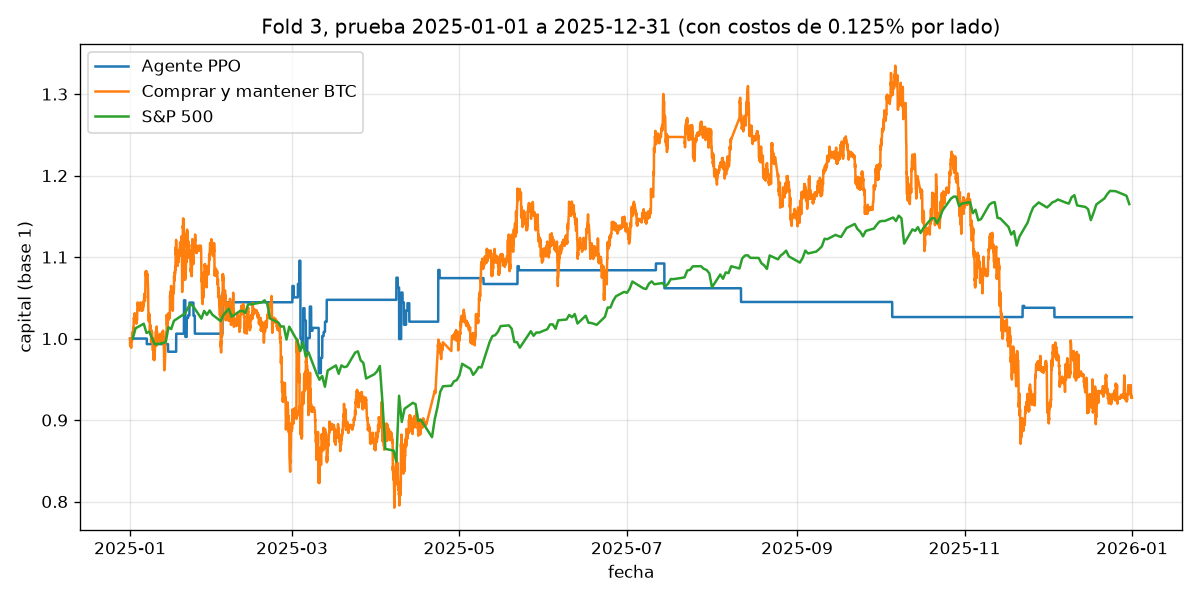 Fold 3, prueba 2025-01-01 a 2025-12-31 (con costos de 0.125% por lado)
Agente PPO
Comprar y mantener BTC
S&P 500
capital (base 1)
1.3
1.2
1.1
1.0
0.9
0.8
2025-01
2025-03
2025-05
2025-07
2025-09
2025-11
2026-01
fecha